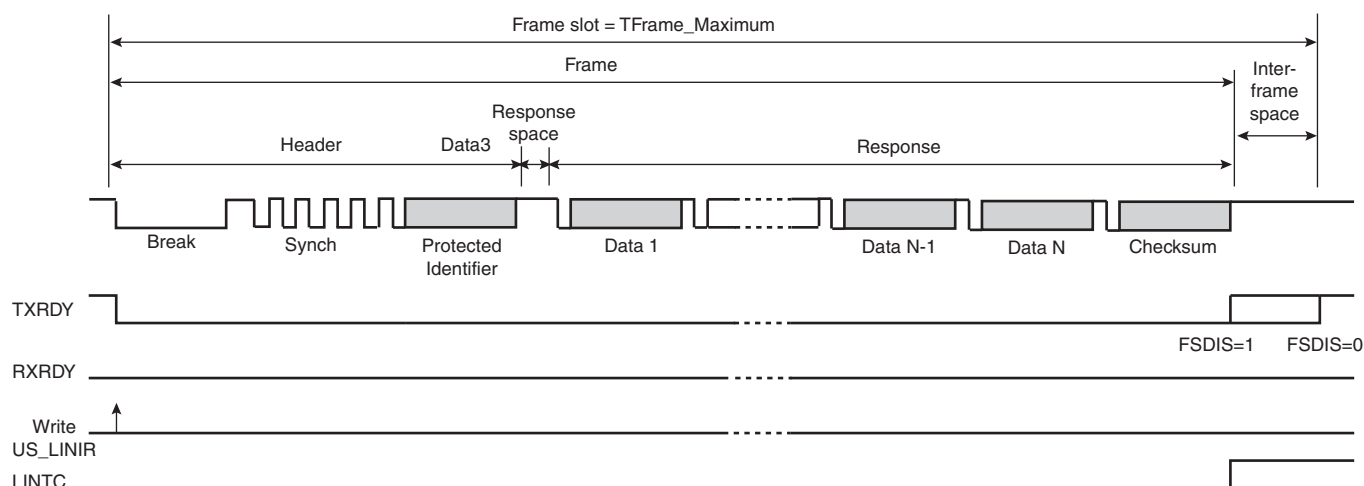 Frame slot = TFrame_Maximum
Frame
Inter-
frame
space
Response
space
Header
Data3
Response
Break
Synch
Protected
Identifier
Data 1
Data N-1
Data N
Checksum
TXRDY
FSDIS=1
FSDIS=0
RXRDY
Write
US_LINIR
LINTC